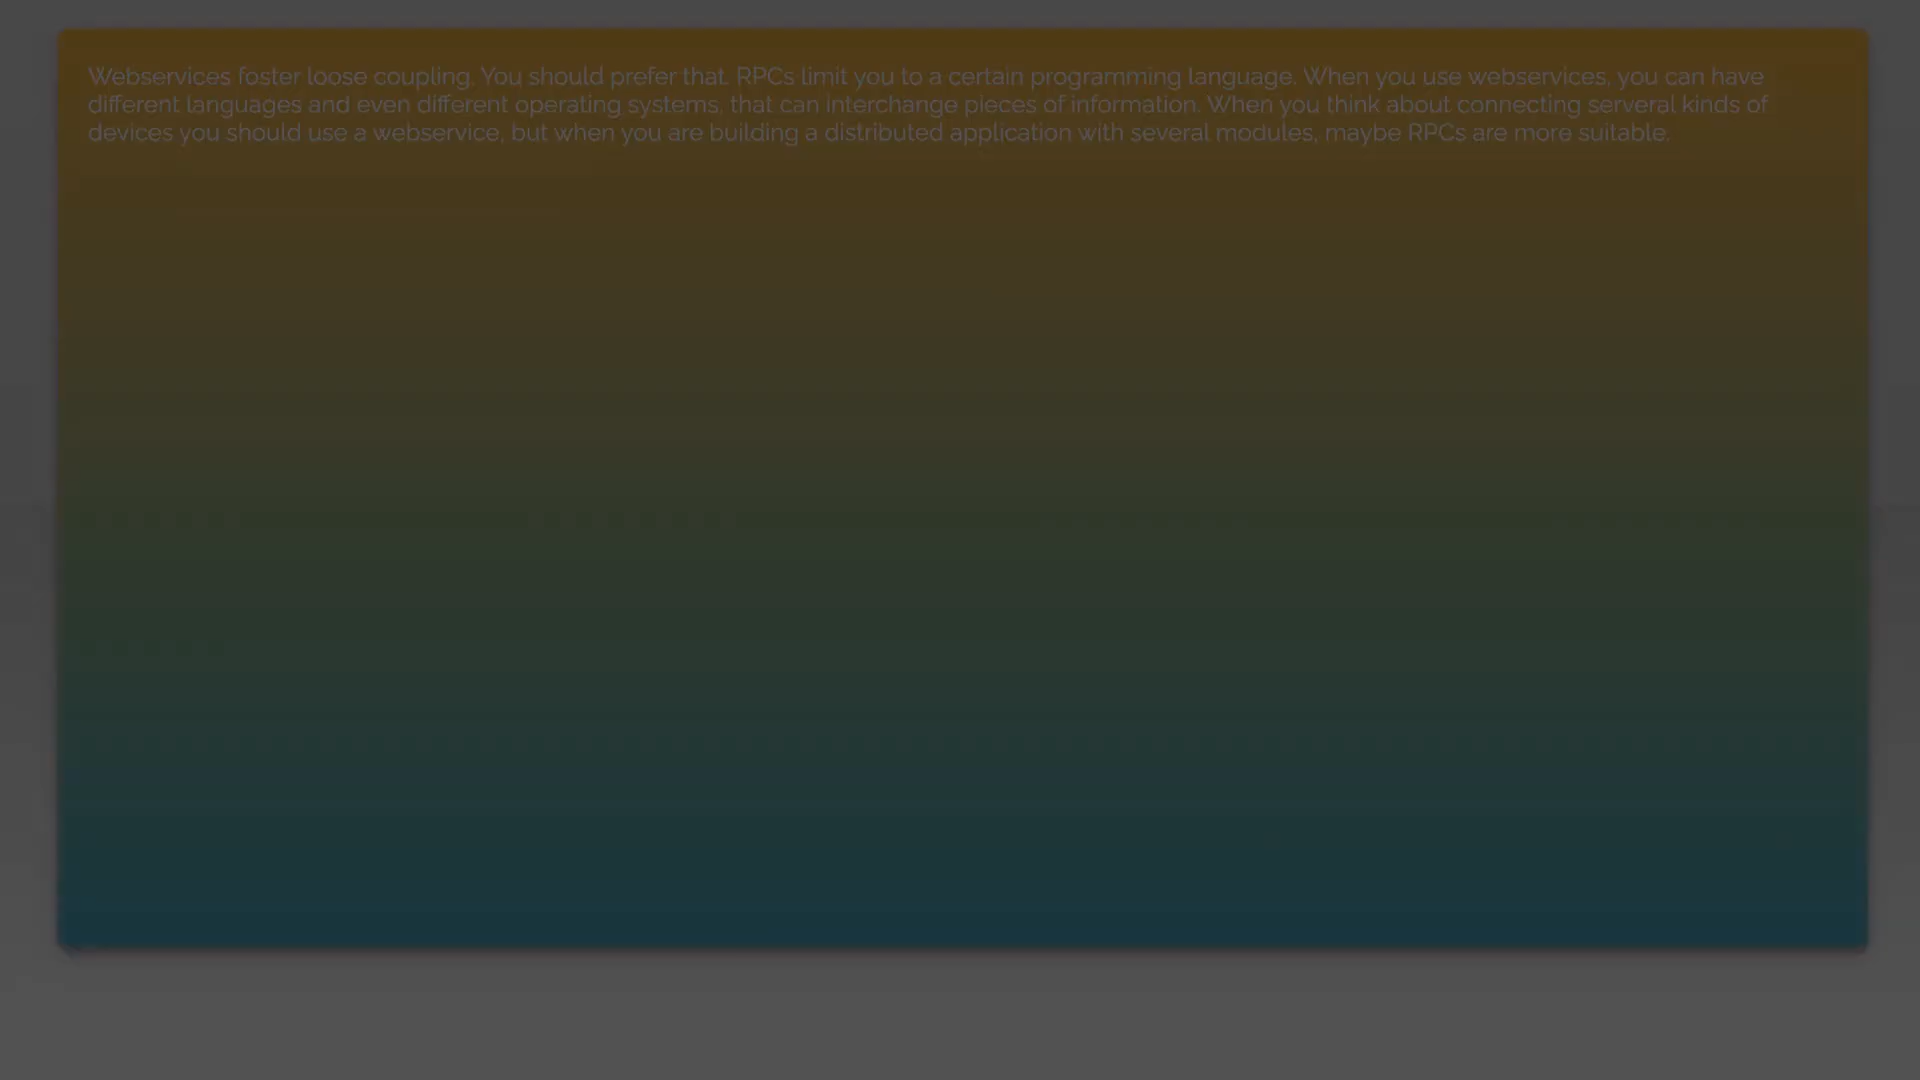 Webservices foster loose coupling. You should prefer that. RPCs limit you to a certain programming language. When you use webservices, you can have
different languages and even different operating systems, that can interchange pieces of information. When you think about connecting serveral kinds of
devices you should use a webservice, but when you are building a distributed application with several modules, maybe RPCs are more suitable.